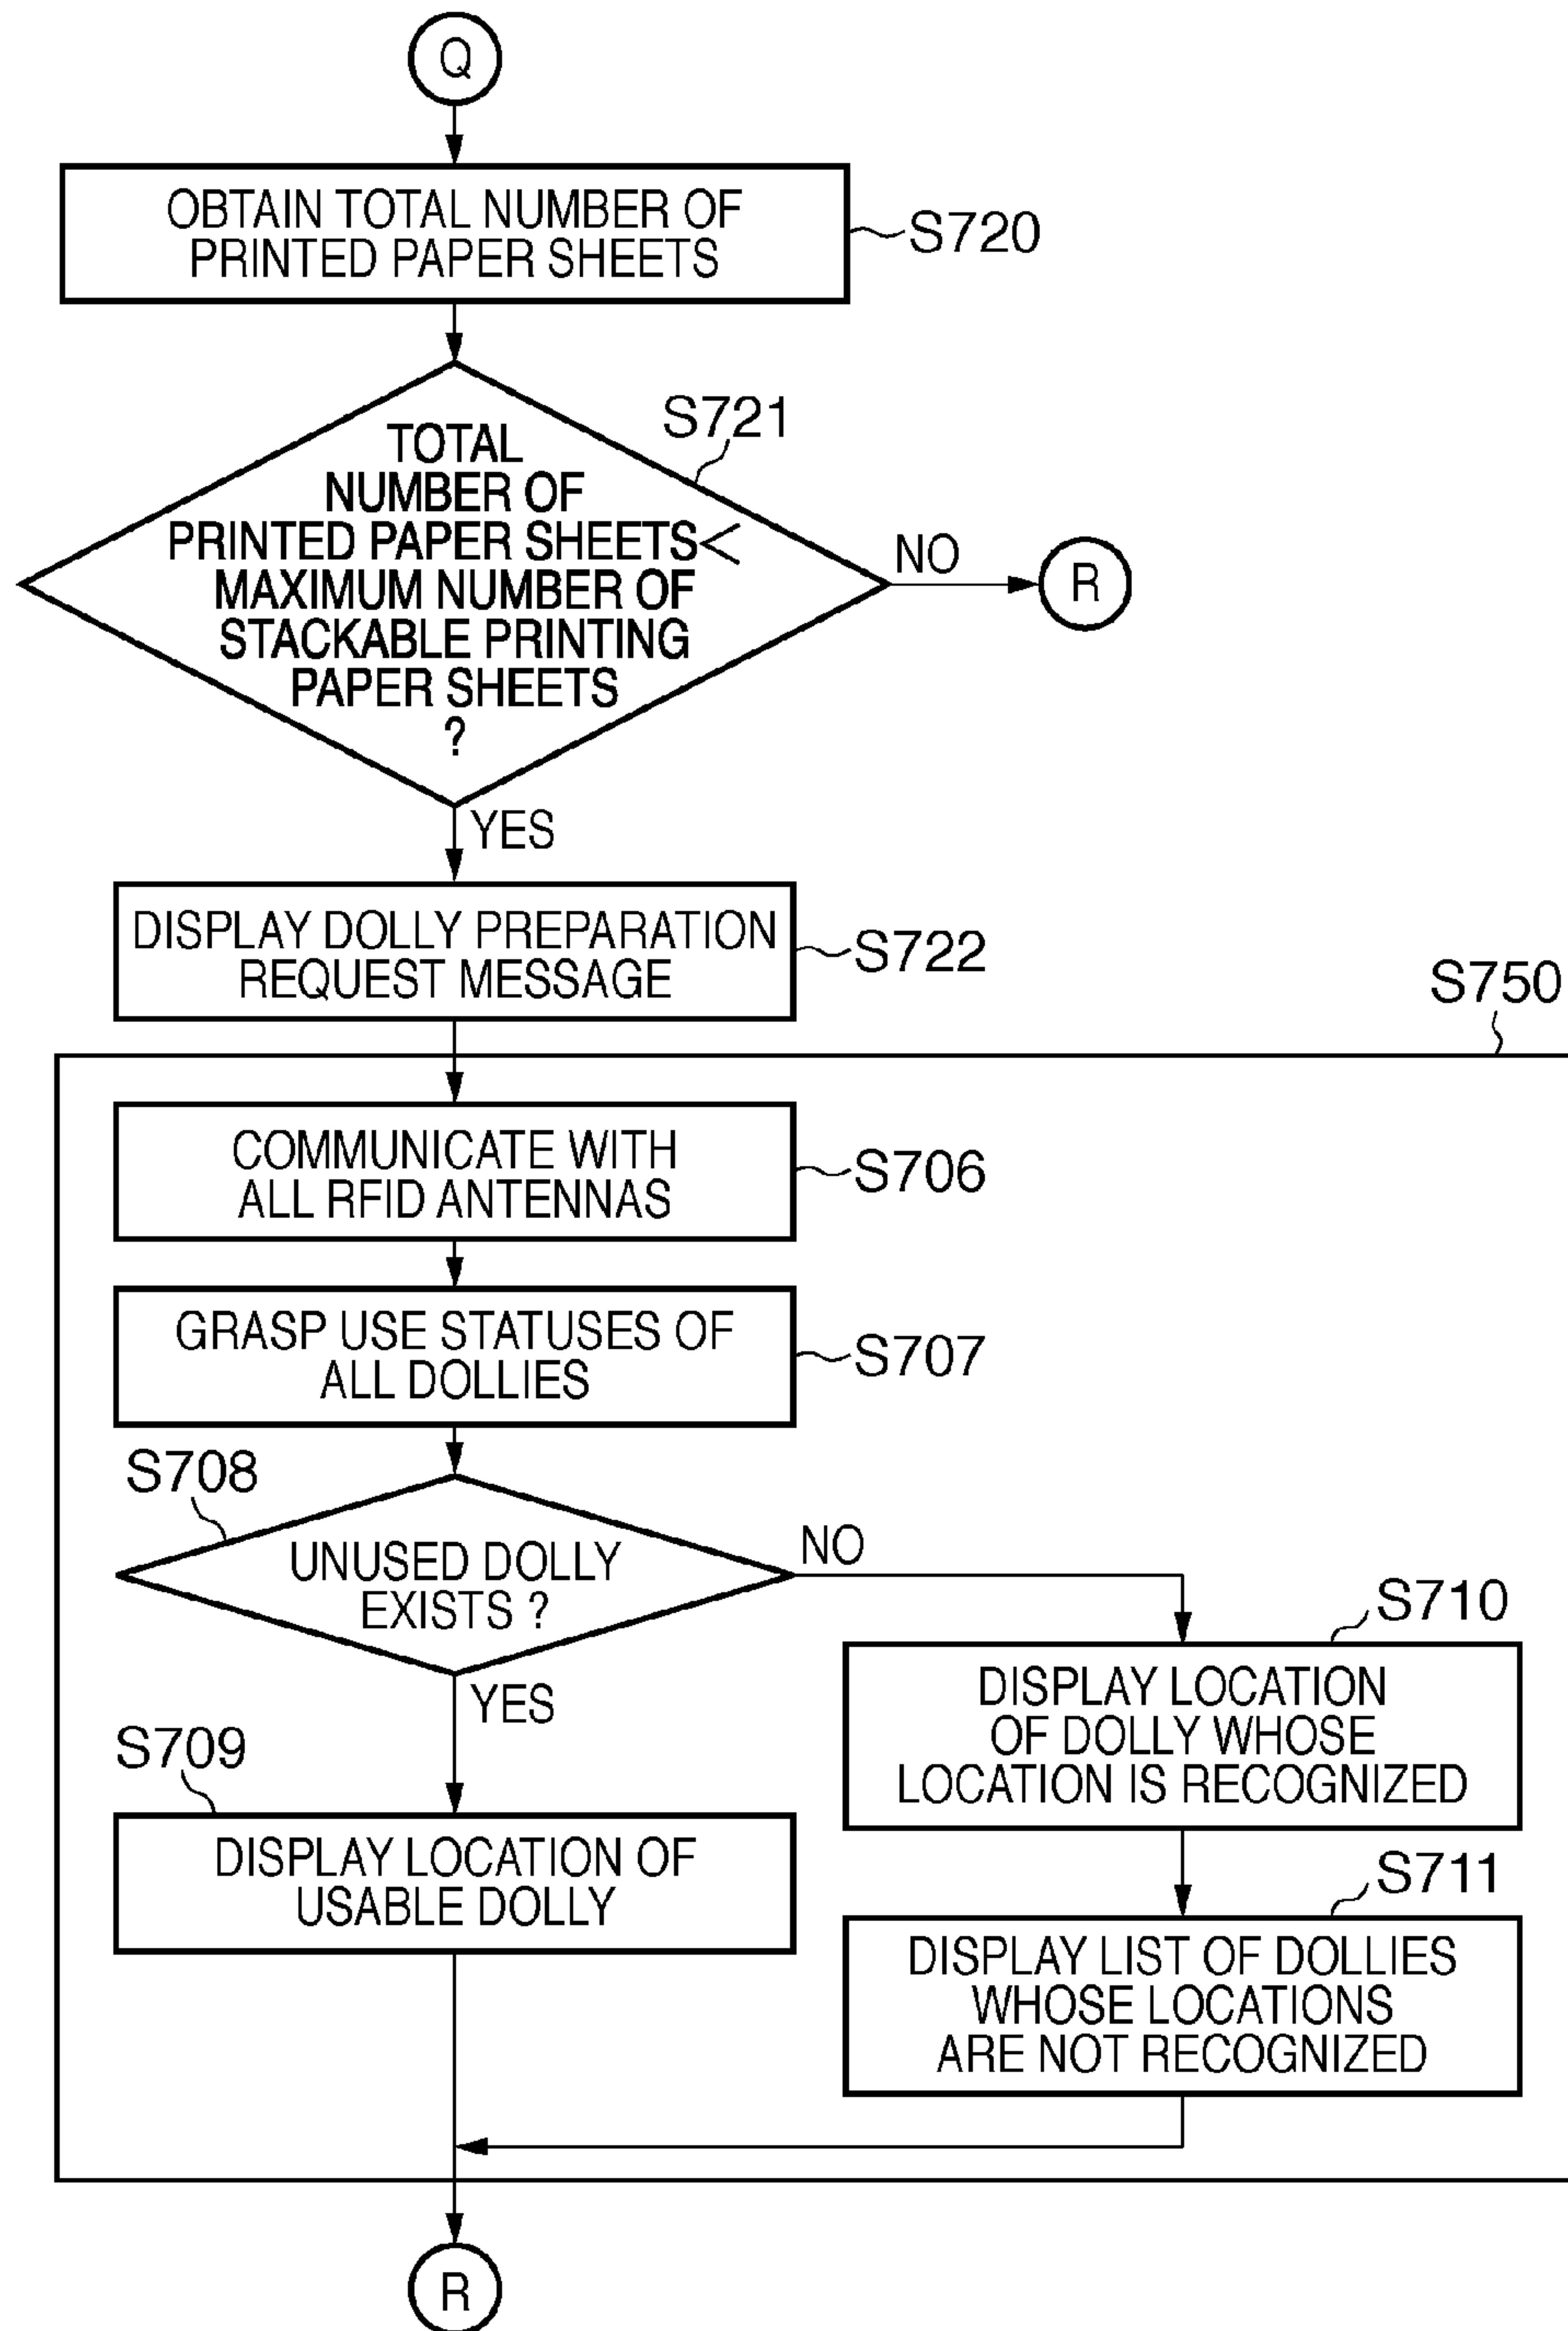 Q
OBTAIN TOTAL NUMBER OF
PRINTED PAPER SHEETS
S720
S721
TOTAL
NUMBER OF
PRINTED PAPER SHEETS<
MAXIMUM NUMBER OF
STACKABLE PRINTING
PAPER SHEETS
?
NO
R
YES
DISPLAY DOLLY PREPARATION
REQUEST MESSAGE
S722
S750
COMMUNICATE WITH
ALL RFID ANTENNAS
S706
GRASP USE STATUSES OF
ALL DOLLIES
S707
S708
UNUSED DOLLY
EXISTS ?
NO
YES
S710
DISPLAY LOCATION
OF DOLLY WHOSE
LOCATION IS RECOGNIZED
S709
DISPLAY LOCATION OF
USABLE DOLLY
S711
DISPLAY LIST OF DOLLIES
WHOSE LOCATIONS
ARE NOT RECOGNIZED
R